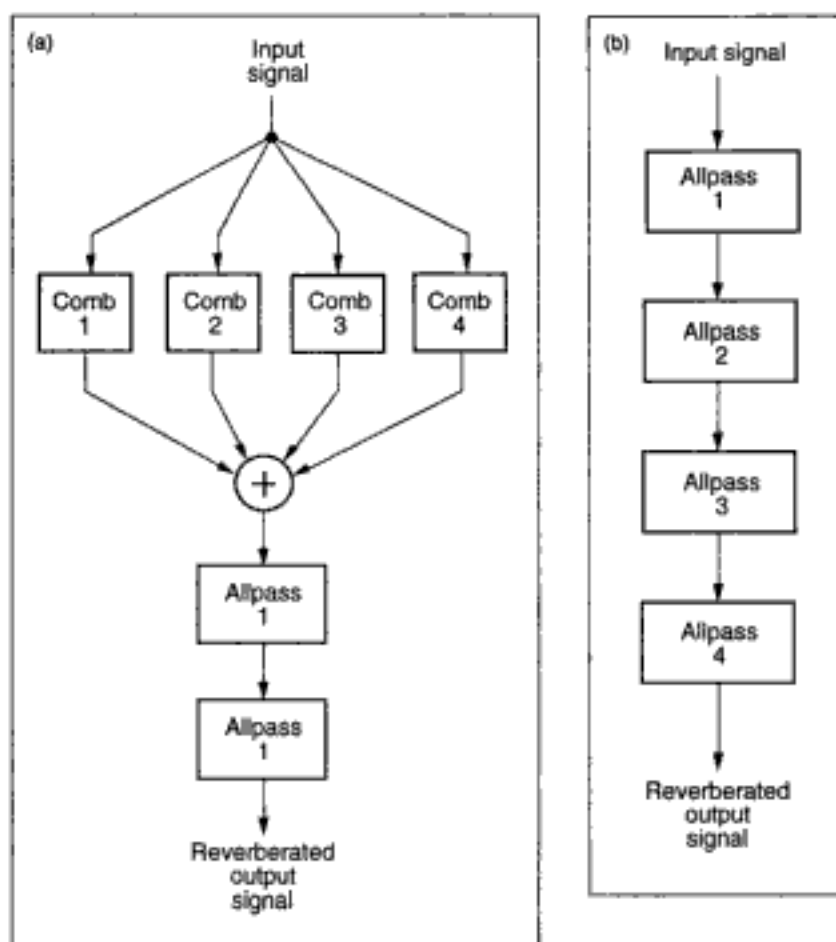 (a)
Input
signal
Comb
1
Comb
2
Comb
3
Comb
4
+
Allpass
1
Allpass
1
Reverberated
output
signal
(b)
Input signal
Allpass
1
Allpass
2
Allpass
3
Allpass
4
Reverberated
output
signal